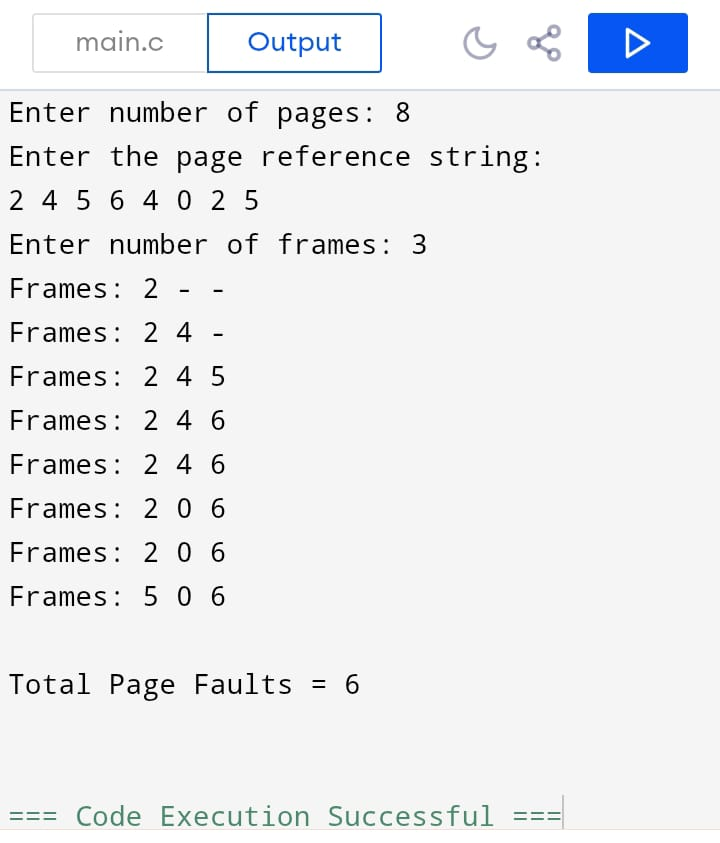 main.c Output
Enter number of pages: 8
Enter the page reference string:
2 4 5 6 4 0 2 5
Enter number of frames: 3
Frames: 2 - -
Frames: 2 4 -
Frames: 2 4 5
Frames: 2 4 6
Frames: 2 4 6
Frames: 2 0 6
Frames: 2 0 6
Frames: 5 0 6
Total Page Faults = 6
=== Code Execution Successful ===